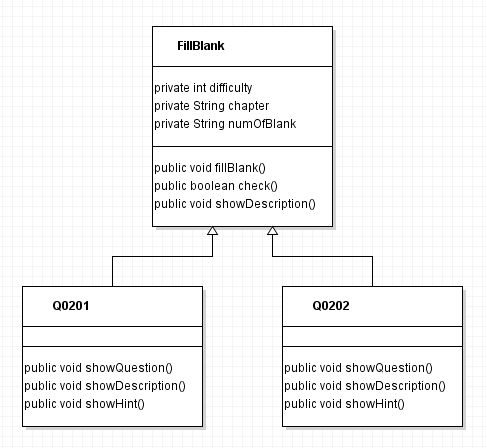 FillBlank
private int difficulty
private String chapter
private String numOfBlank
public void fillBlank()
public boolean check()
public void showDescription()
Q0201
public void showQuestion()
public void showDescription()
public void showHint()
Q0202
public void showQuestion()
public void showDescription()
public void showHint()